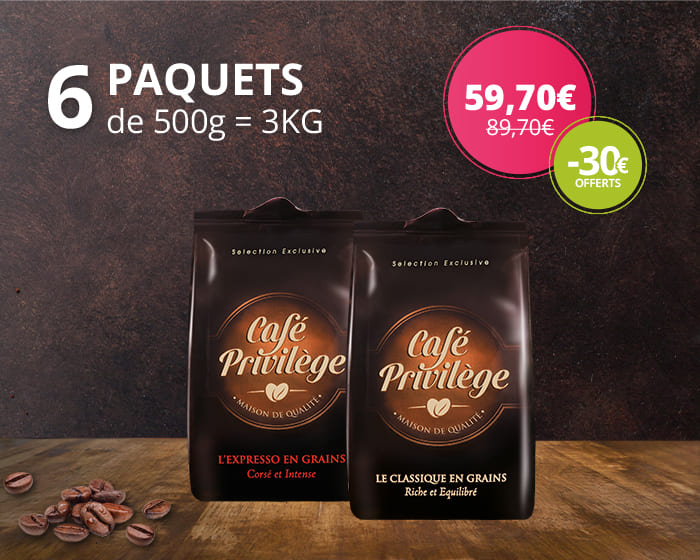 6 PAQUETS
de 500g = 3KG
59,70€
89,70€
-30€
OFFERTS
Selection Exclusive
Café
Privilège
• MAISON DE QUALITÉ •
L'EXPRESSO EN GRAINS
Corsé et Intense
Selection Exclusive
Café
Privilège
• MAISON DE QUALITÉ •
LE CLASSIQUE EN GRAINS
Riche et Equilibré